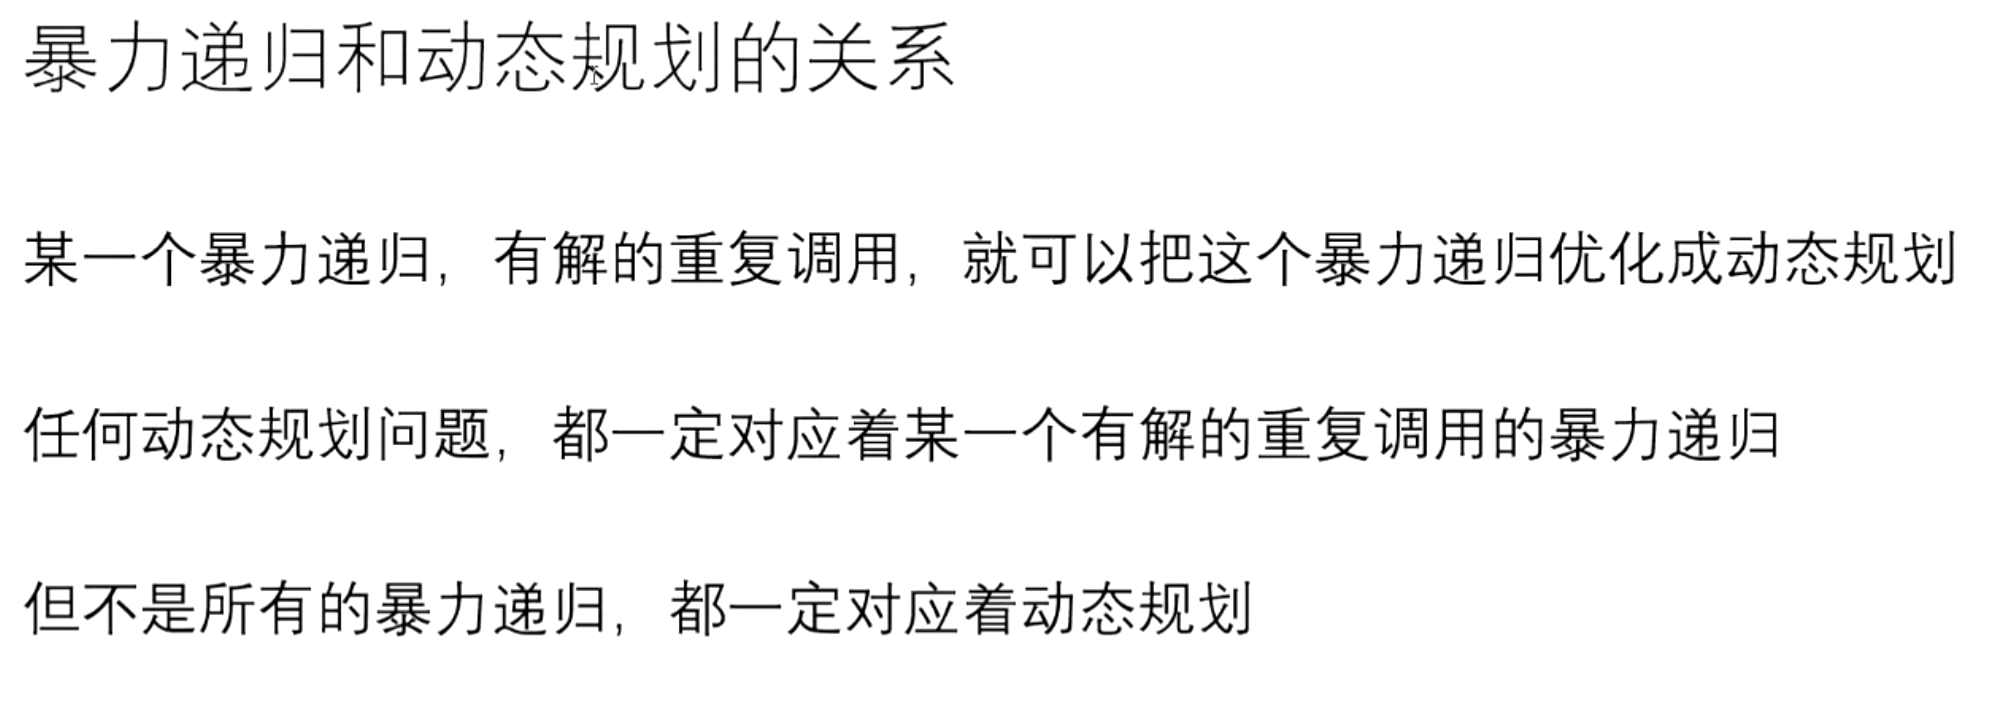 暴力递归和动态规划的关系
某一个暴力递归，有解的重复调用，就可以把这个暴力递归优化成动态规划
任何动态规划问题，都一定对应着某一个有解的重复调用的暴力递归
但不是所有的暴力递归，都一定对应着动态规划